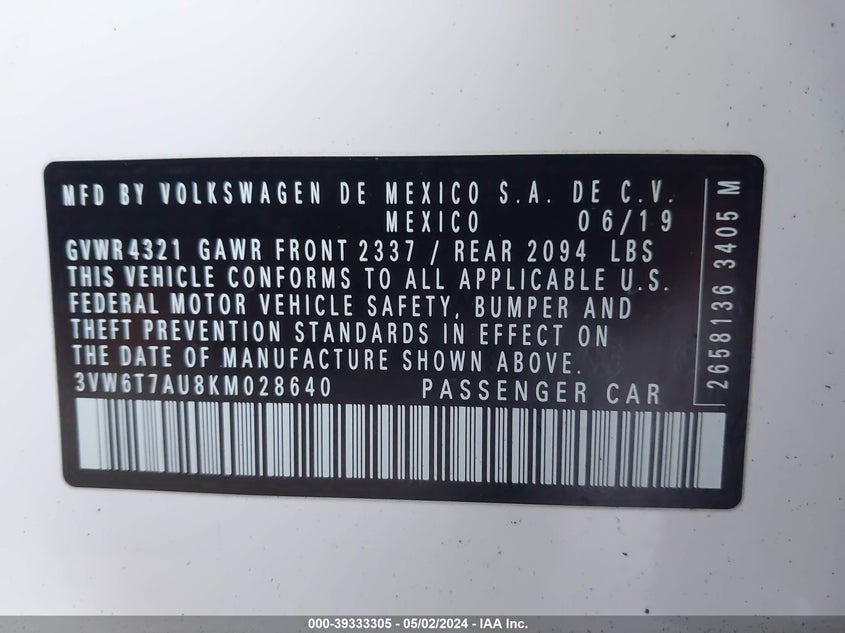 MFD BY VOLKSWAGEN DE MEXICO S.A. DE C.V.
MEXICO 06/19
GVWR4321 GAWR FRONT 2337 / REAR 2094 LBS
THIS VEHICLE CONFORMS TO ALL APPLICABLE U.S.
FEDERAL MOTOR VEHICLE SAFETY, BUMPER AND
THEFT PREVENTION STANDARDS IN EFFECT ON
THE DATE OF MANUFACTURE SHOWN ABOVE.
3VW6T7AU8KM028640 PASSENGER CAR
2658136 3405 M
000-39333305 - 05/02/2024 - IAA Inc.